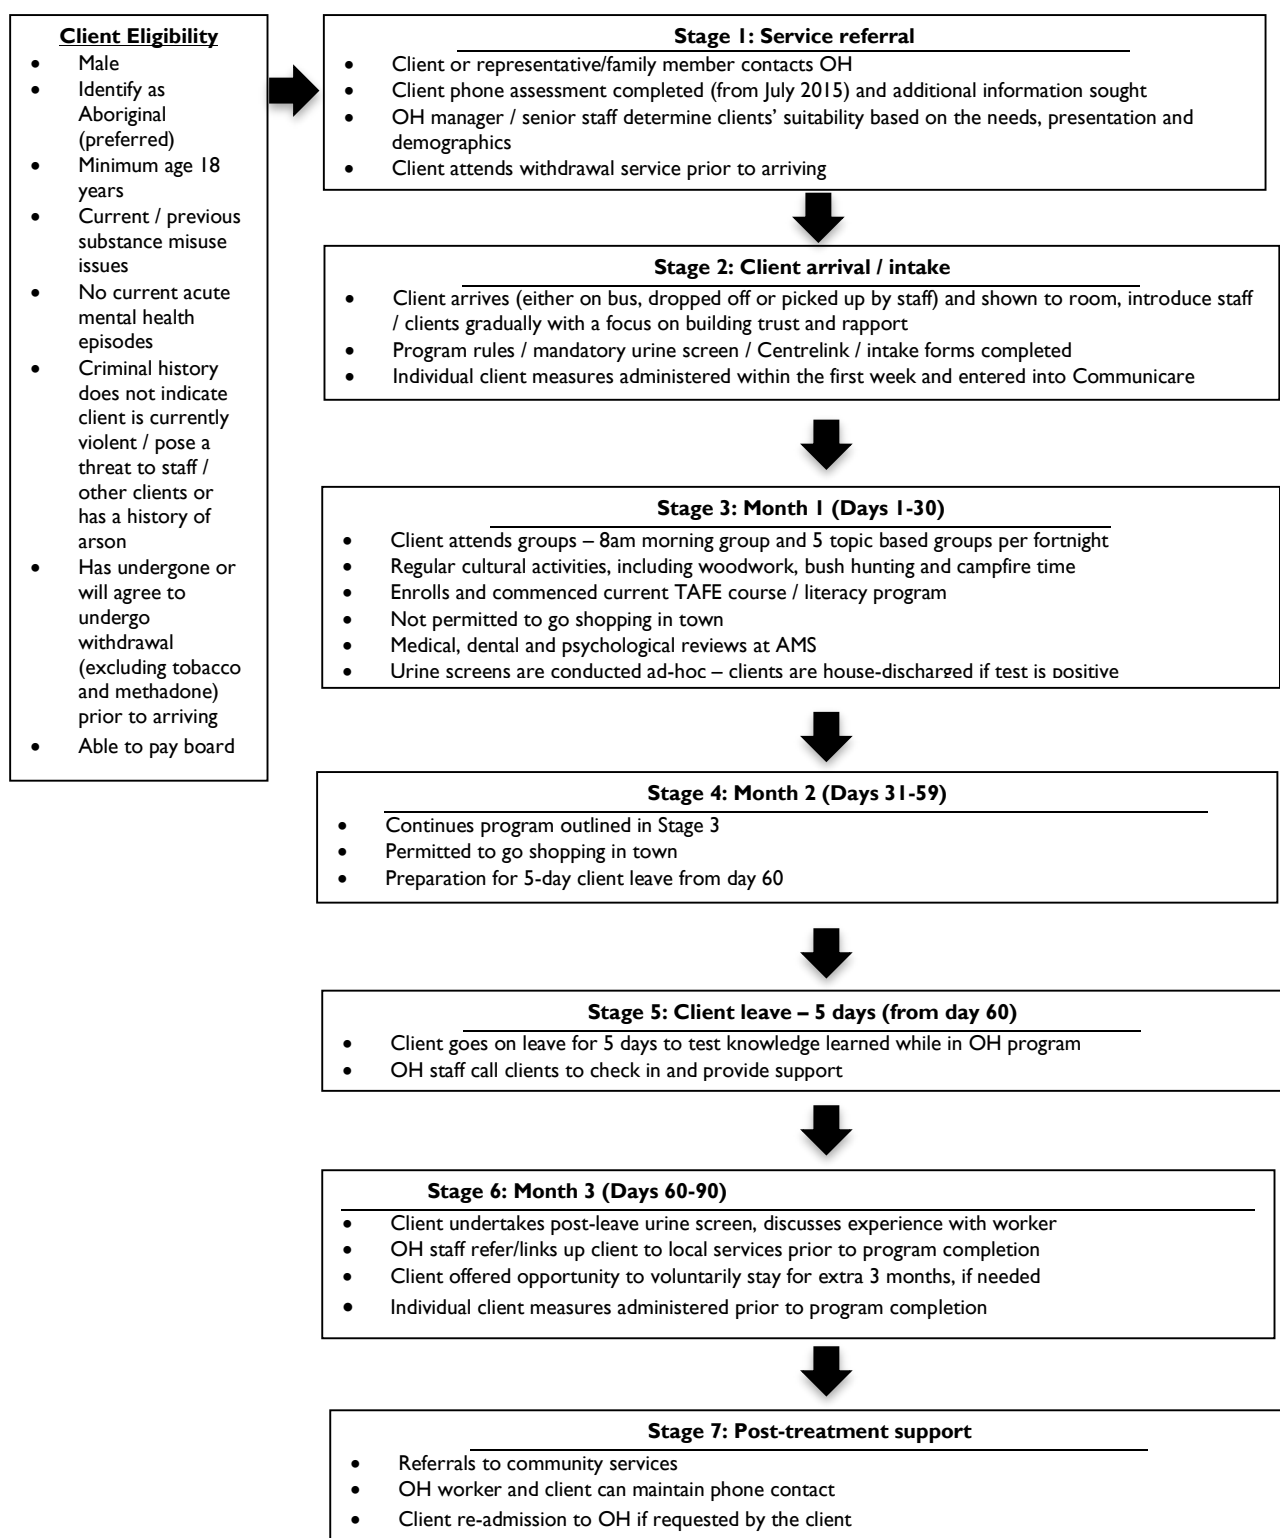 Client Eligibility
• Male
• Identify as
Aboriginal
(preferred)
• Minimum age 18
years
• Current / previous
substance misuse
issues
• No current acute
mental health
episodes
• Criminal history
does not indicate
client is currently
violent / pose a
threat to staff /
other clients or
has a history of
arson
• Has undergone or
will agree to
undergo
withdrawal
(excluding tobacco
and methadone)
prior to arriving
• Able to pay board
Stage 1: Service referral
• Client or representative/family member contacts OH
• Client phone assessment completed (from July 2015) and additional information sought
• OH manager / senior staff determine clients’ suitability based on the needs, presentation and
demographics
• Client attends withdrawal service prior to arriving
Stage 2: Client arrival / intake
• Client arrives (either on bus, dropped off or picked up by staff) and shown to room, introduce staff
/ clients gradually with a focus on building trust and rapport
• Program rules / mandatory urine screen / Centrelink / intake forms completed
• Individual client measures administered within the first week and entered into Communicare
Stage 3: Month 1 (Days 1-30)
• Client attends groups – 8am morning group and 5 topic based groups per fortnight
• Regular cultural activities, including woodwork, bush hunting and campfire time
• Enrolls and commenced current TAFE course / literacy program
• Not permitted to go shopping in town
• Medical, dental and psychological reviews at AMS
• Urine screens are conducted ad-hoc – clients are house-discharged if test is positive
Stage 4: Month 2 (Days 31-59)
• Continues program outlined in Stage 3
• Permitted to go shopping in town
• Preparation for 5-day client leave from day 60
Stage 5: Client leave – 5 days (from day 60)
• Client goes on leave for 5 days to test knowledge learned while in OH program
• OH staff call clients to check in and provide support
Stage 6: Month 3 (Days 60-90)
• Client undertakes post-leave urine screen, discusses experience with worker
• OH staff refer/links up client to local services prior to program completion
• Client offered opportunity to voluntarily stay for extra 3 months, if needed
• Individual client measures administered prior to program completion
Stage 7: Post-treatment support
• Referrals to community services
• OH worker and client can maintain phone contact
• Client re-admission to OH if requested by the client